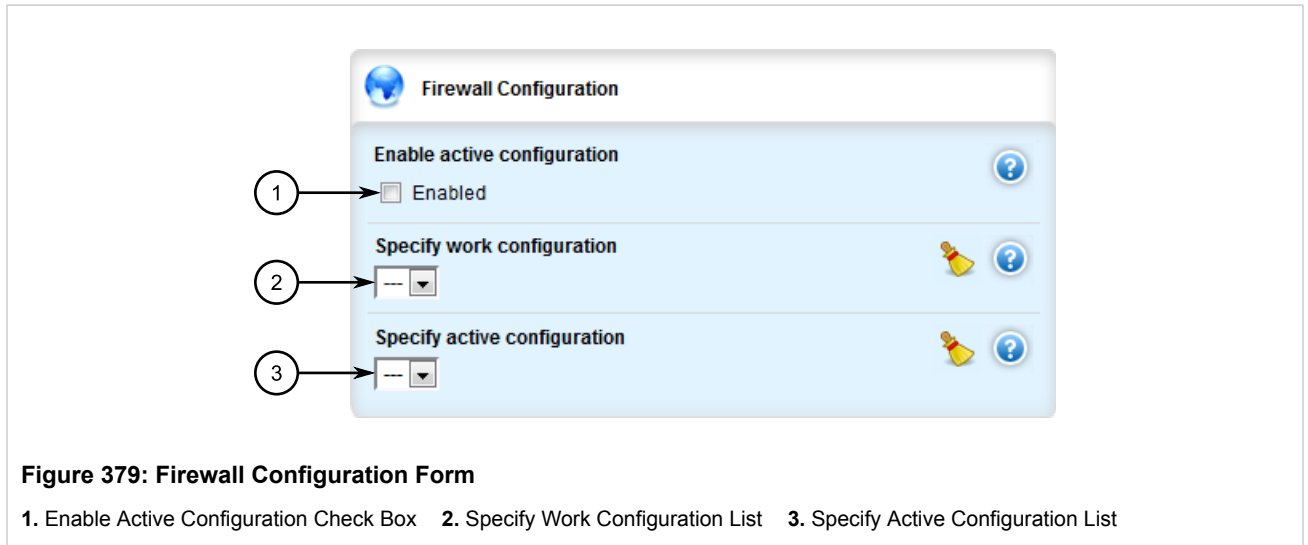 Firewall Configuration
Enable active configuration
1
Enabled
Specify work configuration
2
---
Specify active configuration
3
---
Figure 379: Firewall Configuration Form
1. Enable Active Configuration Check Box 2. Specify Work Configuration List 3. Specify Active Configuration List